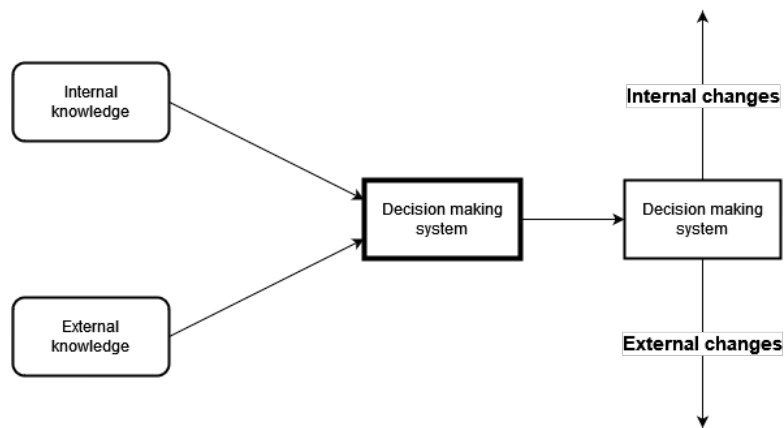 Internal
knowledge
Internal changes
Decision making
system
Decision making
system
External
knowledge
External changes